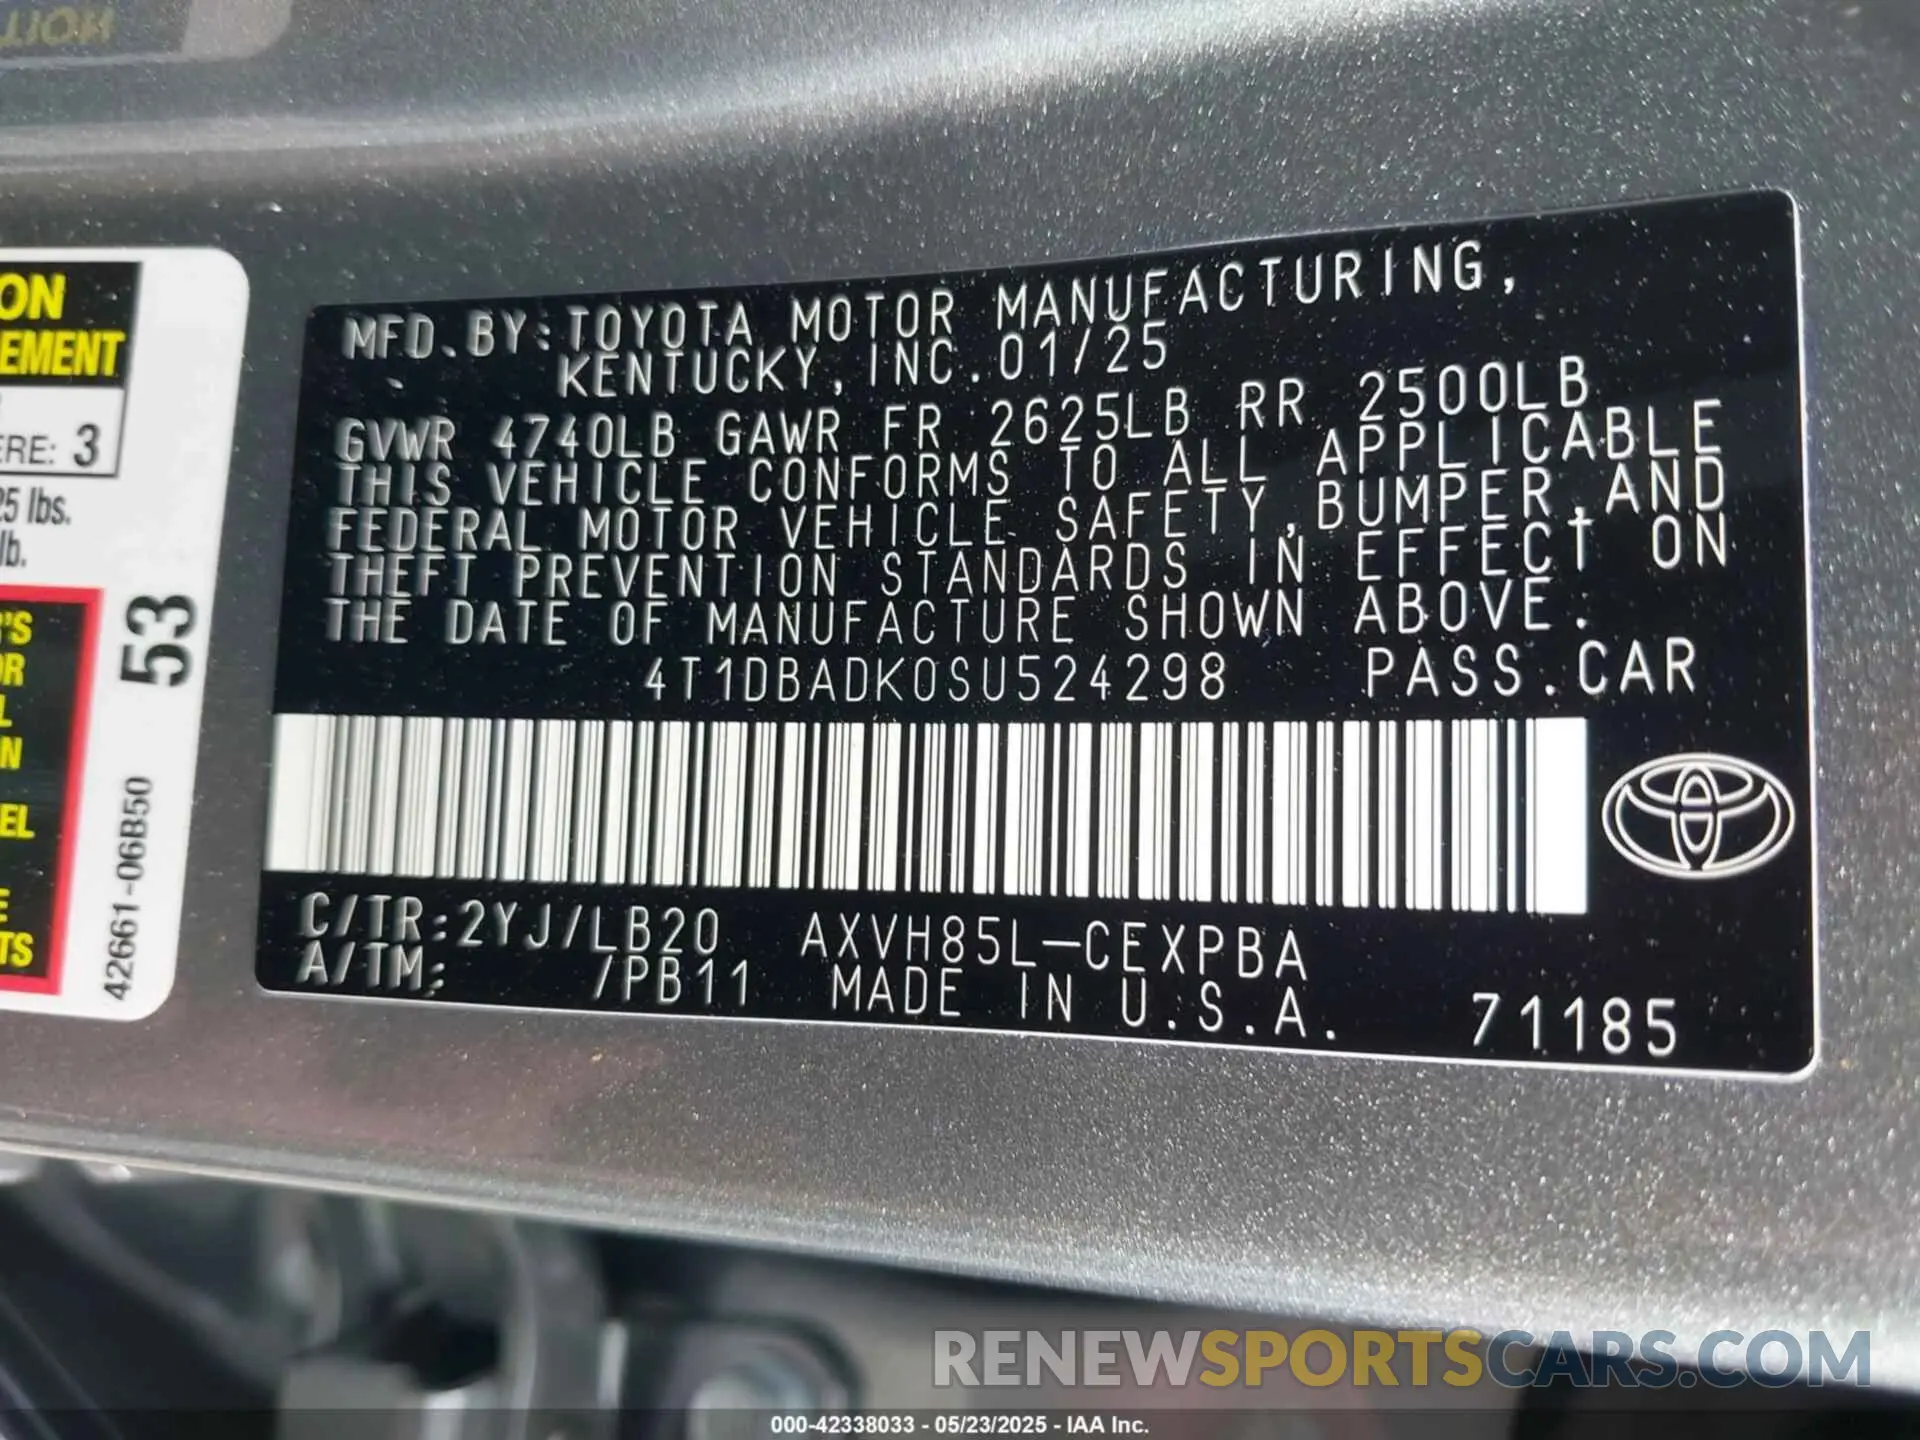 ON
EMENT
ERE: 3
25 lbs.
lb.
'S
OR
L
N
EL
E
TS
53
42661-06B50
MFD.BY:TOYOTA MOTOR MANUFACTURING,
KENTUCKY, INC. 01/25
GVWR 4740LB GAWR FR 2625LB RR 2500LB
THIS VEHICLE CONFORMS TO ALL APPLICABLE
FEDERAL MOTOR VEHICLE SAFETY,BUMPER,AND
THEFT PREVENTION STANDARDS IN EFFECT ON
THE DATE OF MANUFACTURE SHOWN ABOVE.
4T1DBADK0SU524298 PASS.CAR
C/TR:2YJ/LB20 AXVH85L-CEXPBA
A/TM: /PB11 MADE IN U.S.A. 71185
RENEWSPORTSCARS.COM
000-42338033 - 05/23/2025 - IAA Inc.